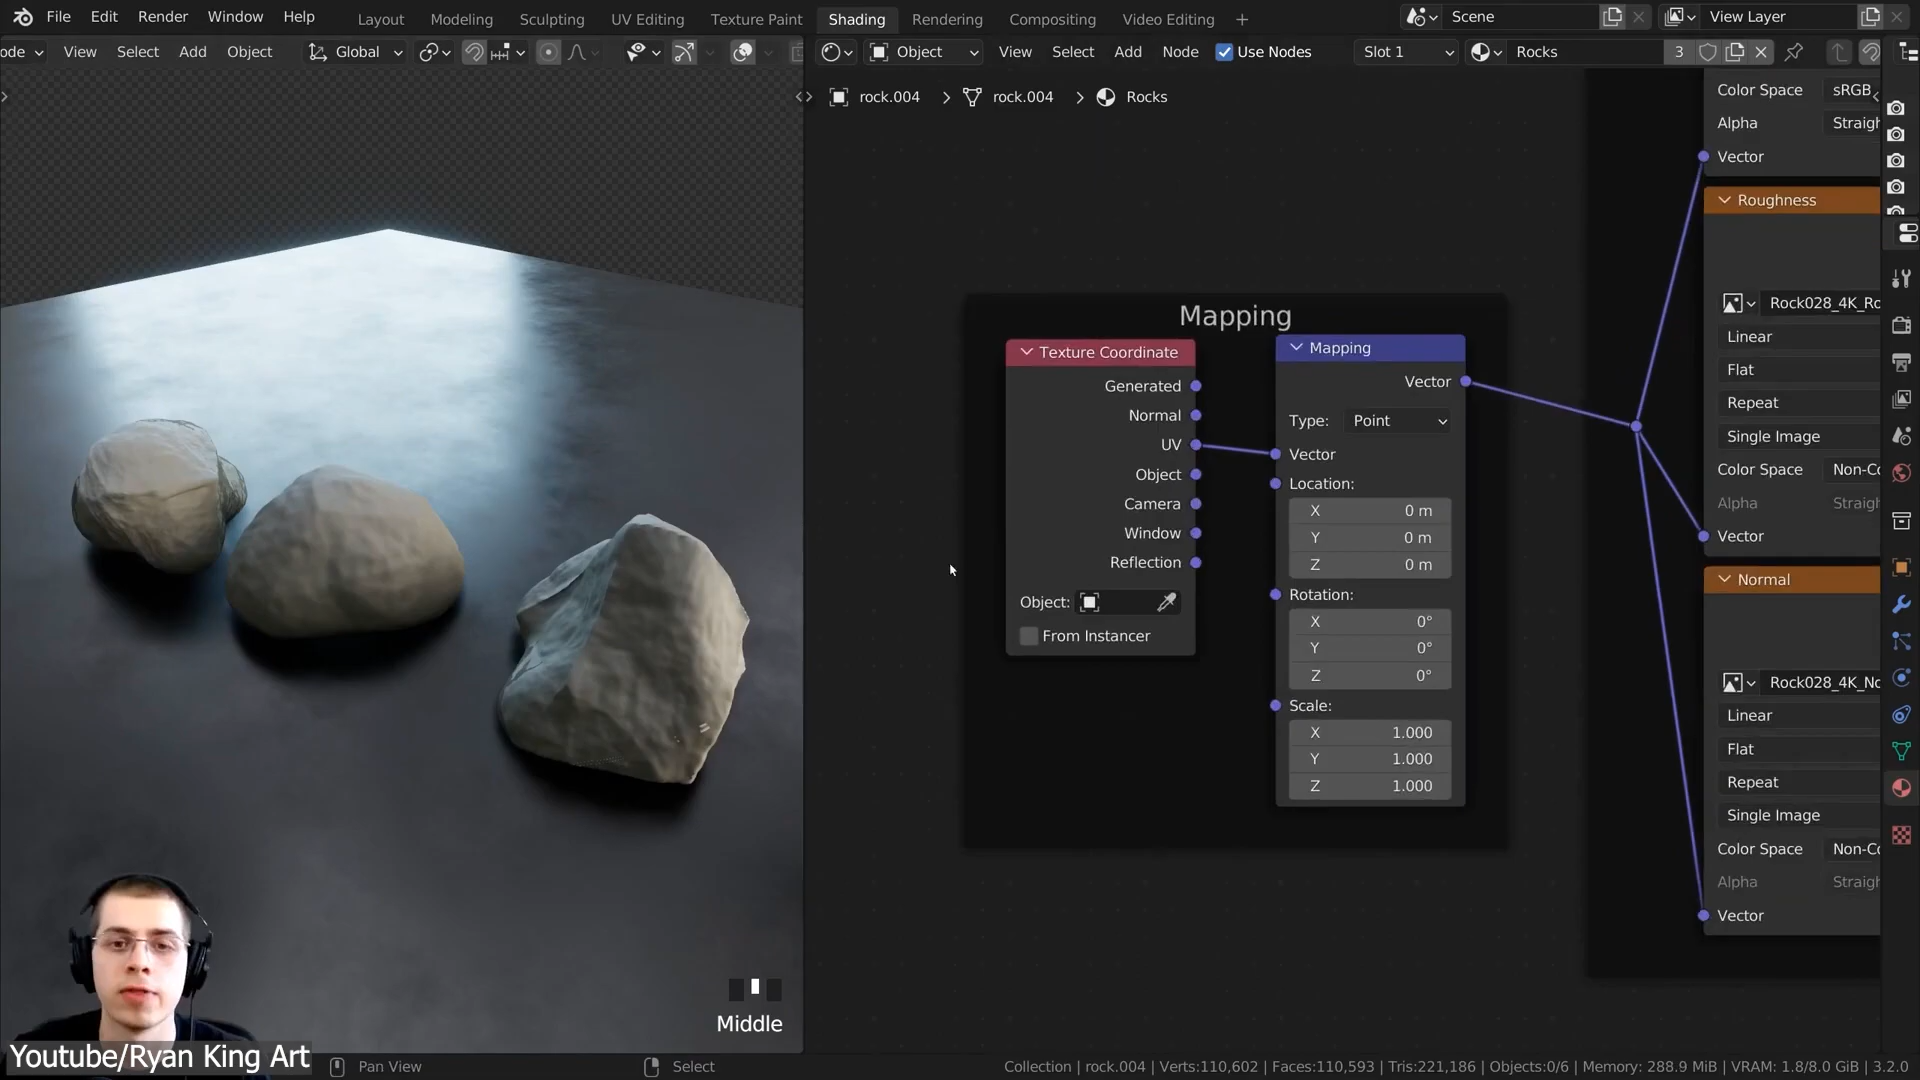 File Edit Render Window Help Layout Modeling Sculpting UV Editing Texture Paint Shading Rendering Compositing Video Editing + Scene View Layer
ode View Select Add Object Global Object View Select Add Node Use Nodes Slot 1 Rocks 3
rock.004 > rock.004 > Rocks
Color Space sRGB
Alpha Straigh
Vector
Roughness
Rock028_4K_Ro
Linear
Flat
Repeat
Single Image
Color Space Non-Co
Alpha Straigh
Vector
Normal
Rock028_4K_No
Linear
Flat
Repeat
Single Image
Color Space Non-Co
Alpha Straigh
Vector
Mapping
Texture Coordinate
Generated
Normal
UV
Object
Camera
Window
Reflection
Object:
From Instancer
Mapping
Vector
Type: Point
Vector
Location:
X 0 m
Y 0 m
Z 0 m
Rotation:
X 0°
Y 0°
Z 0°
Scale:
X 1.000
Y 1.000
Z 1.000
Middle
Youtube/Ryan King Art
Pan View Select Collection | rock.004 | Verts:110,602 | Faces:110,593 | Tris:221,186 | Objects:0/6 | Memory: 288.9 MiB | VRAM: 1.8/8.0 GiB | 3.2.0